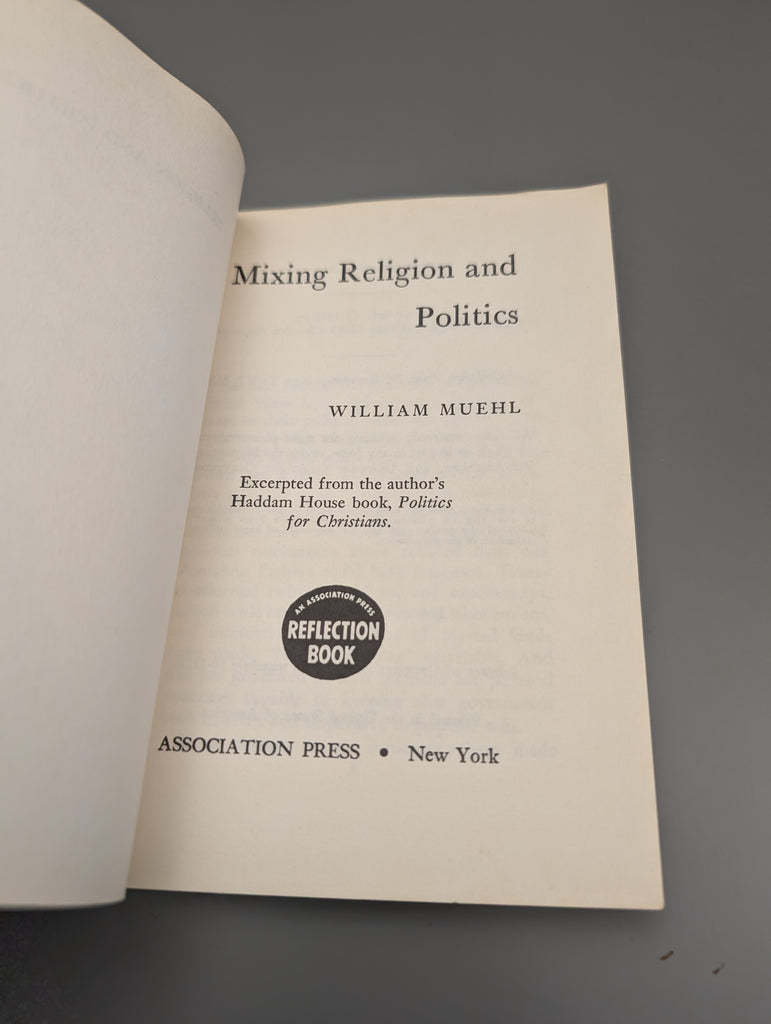 Mixing Religion and
Politics
WILLIAM MUEHL
Excerpted from the author's
Haddam House book, Politics
for Christians.
AN ASSOCIATION PRESS
REFLECTION
BOOK
ASSOCIATION PRESS • New York